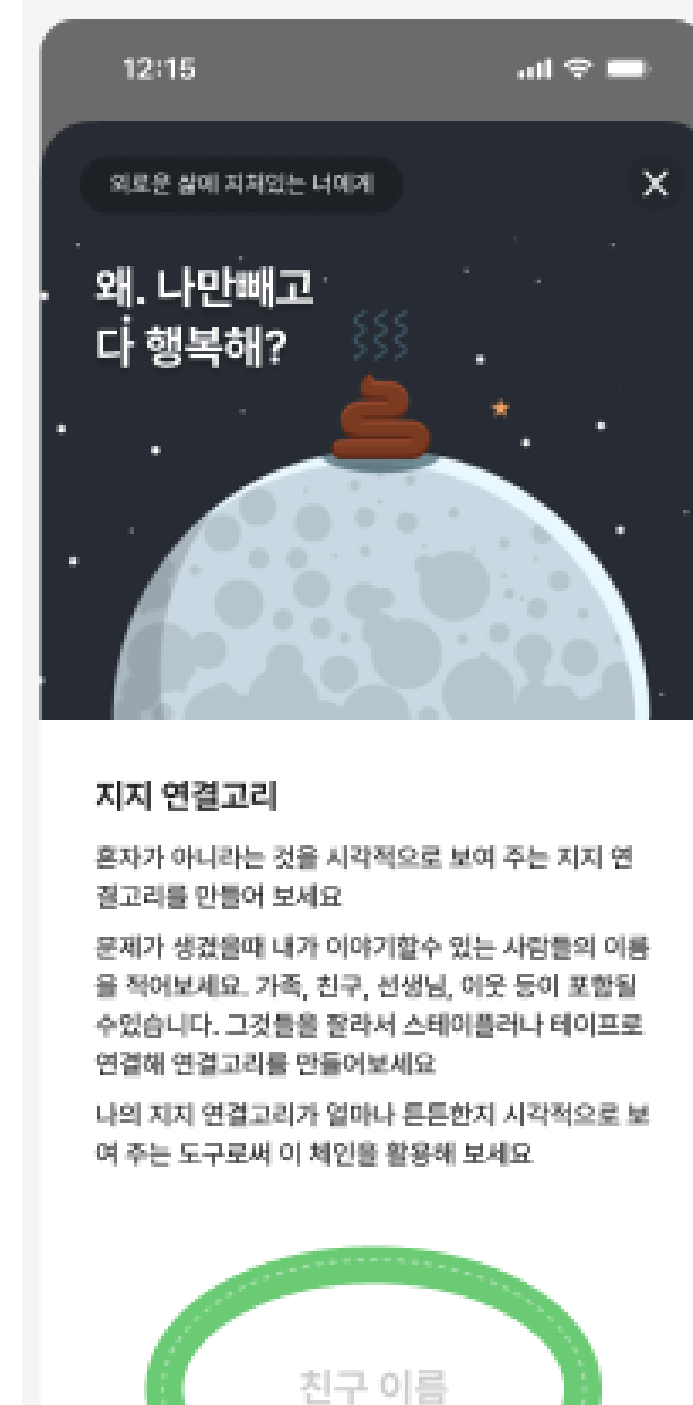 12:15
외로운 삶에 지쳐있는 너에게
왜. 나만빼고
다 행복해?
지지 연결고리
혼자가 아니라는 것을 시각적으로 보여 주는 지지 연
결고리를 만들어 보세요
문제가 생겼을때 내가 이야기할수 있는 사람들의 이름
을 적어보세요. 가족, 친구, 선생님, 이웃 등이 포함될
수있습니다. 그것들을 잘라서 스테이플러나 테이프로
연결해 연결고리를 만들어보세요
나의 지지 연결고리가 얼마나 튼튼한지 시각적으로 보
여 주는 도구로써 이 체인을 활용해 보세요
친구 이름